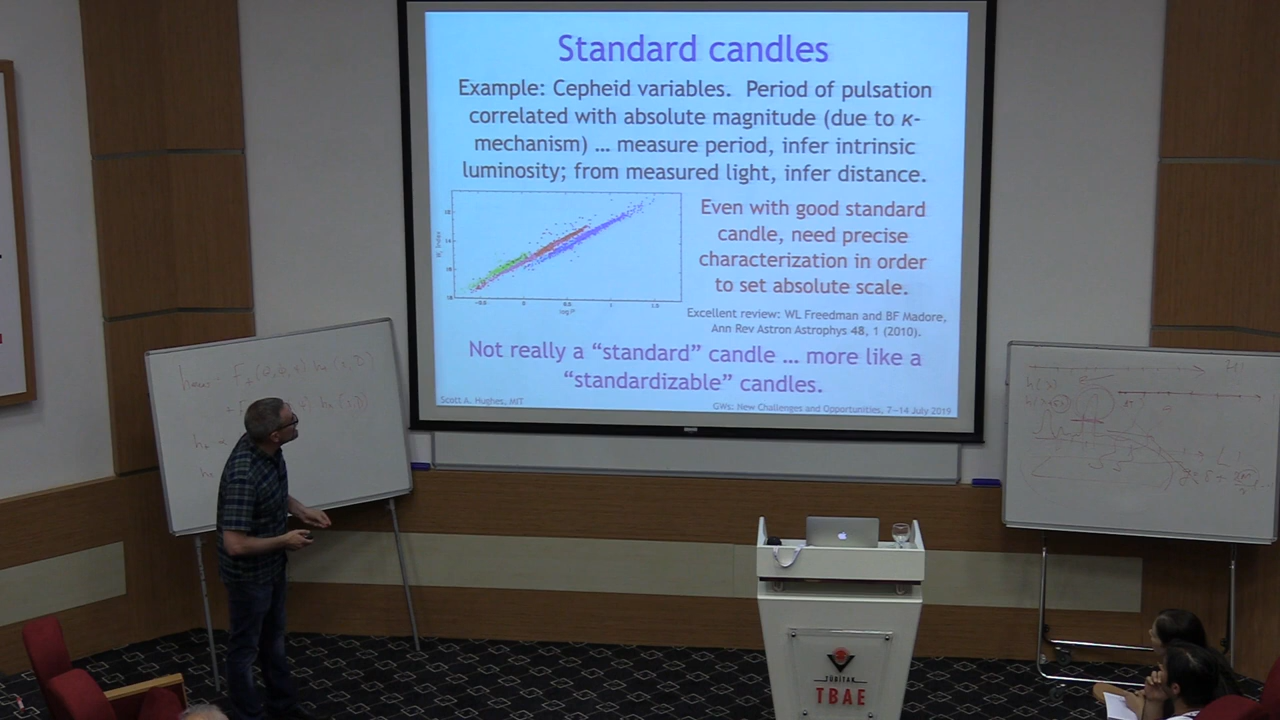 Standard candles
Example: Cepheid variables. Period of pulsation
correlated with absolute magnitude (due to κ-
mechanism) … measure period, infer intrinsic
luminosity; from measured light, infer distance.
Even with good standard
candle, need precise
characterization in order
to set absolute scale.
log P
Excellent review: WL Freedman and BF Madore,
Ann Rev Astron Astrophys 48, 1 (2010).
Not really a “standard” candle … more like a
“standardizable” candles.
Scott A. Hughes, MIT
GWs: New Challenges and Opportunities, 7–14 July 2019
TÜBİTAK
TBAE